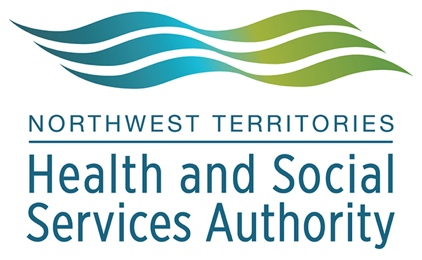 NORTHWEST TERRITORIES
Health and Social
Services Authority